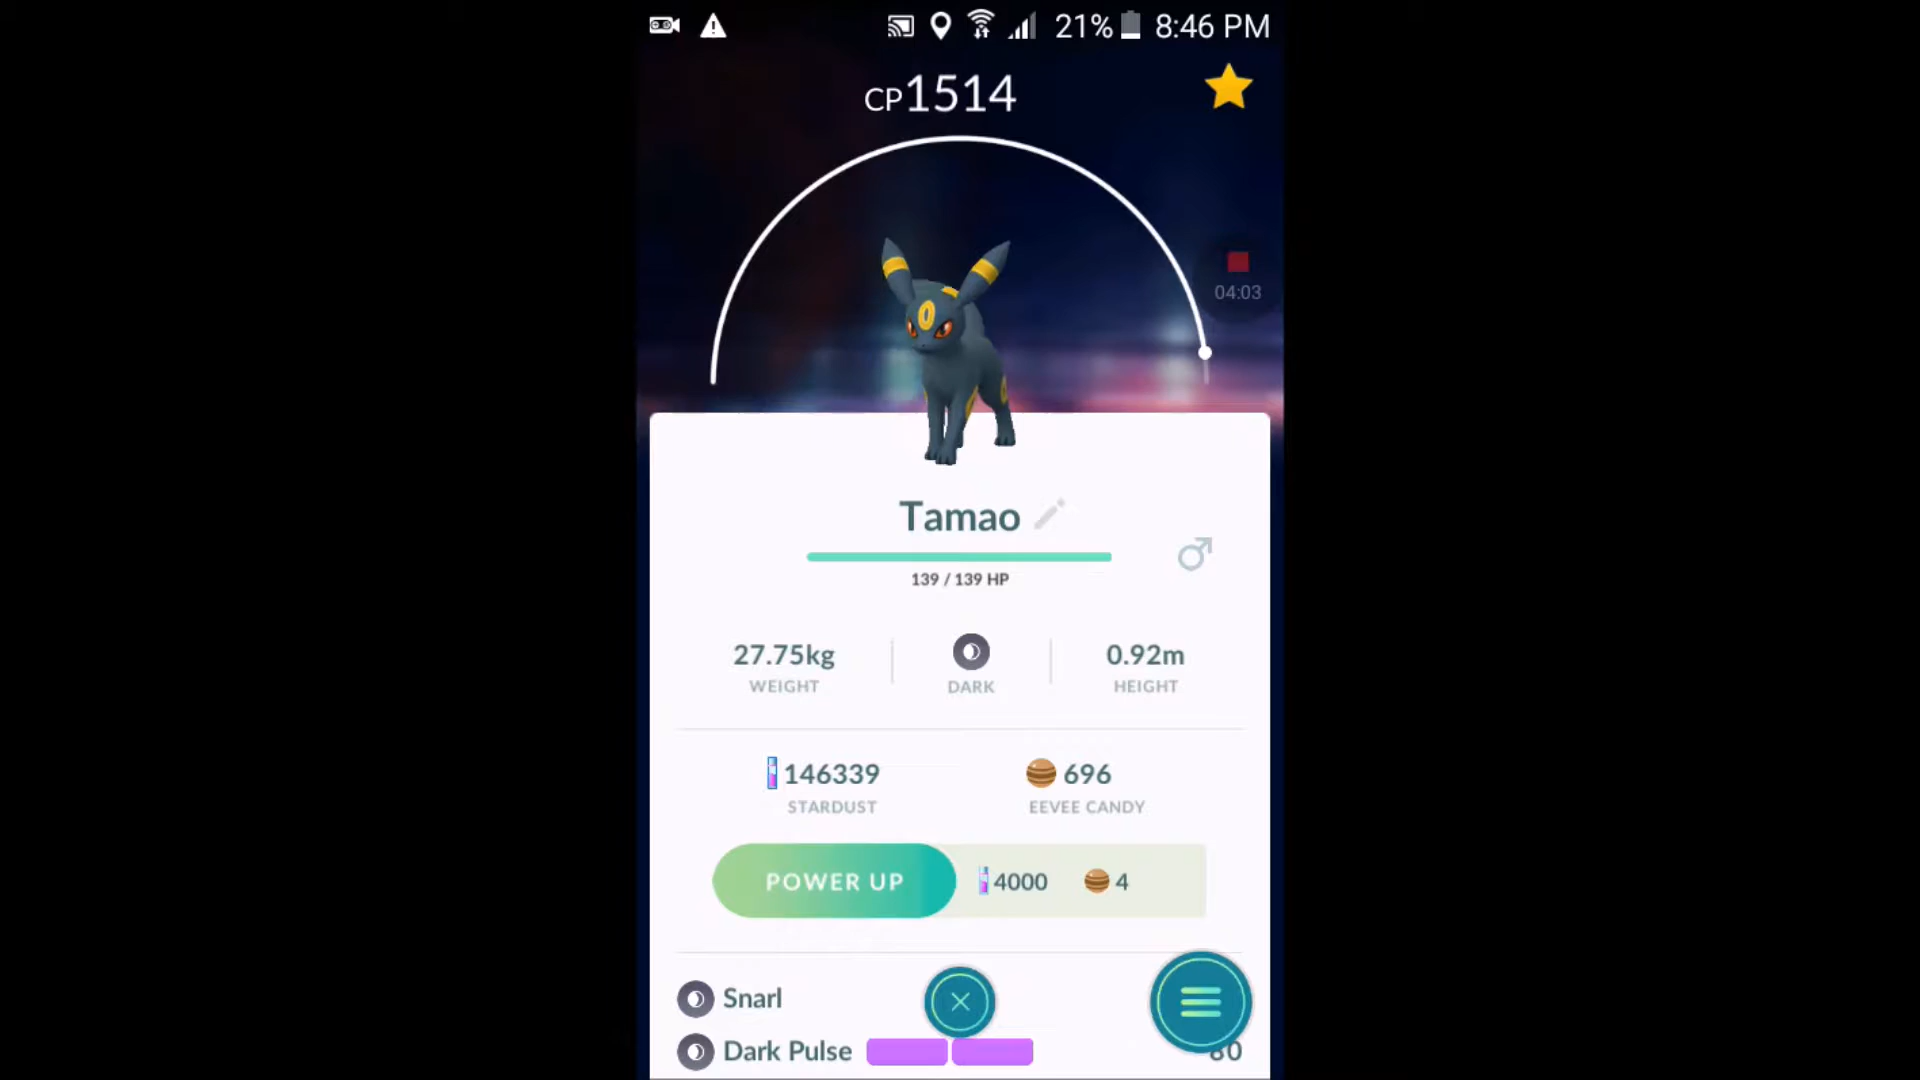 21% 8:46 PM
CP1514
04:03
Tamao
139 / 139 HP
27.75kg DARK 0.92m
WEIGHT HEIGHT
146339 696
STARDUST EEVEE CANDY
POWER UP 4000 4
Snarl
Dark Pulse 80